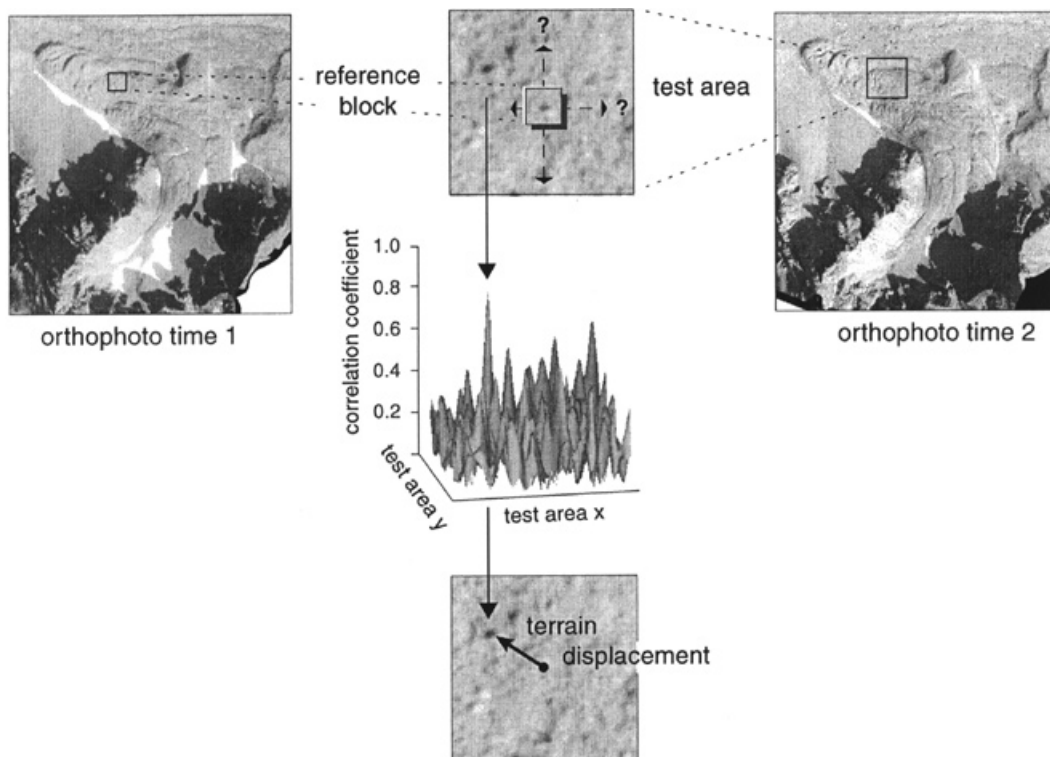 ?
reference
block
?
test area
orthophoto time 1
orthophoto time 2
correlation coefficient
1.0
0.8
0.6
0.4
0.2
test area y
test area x
terrain
displacement